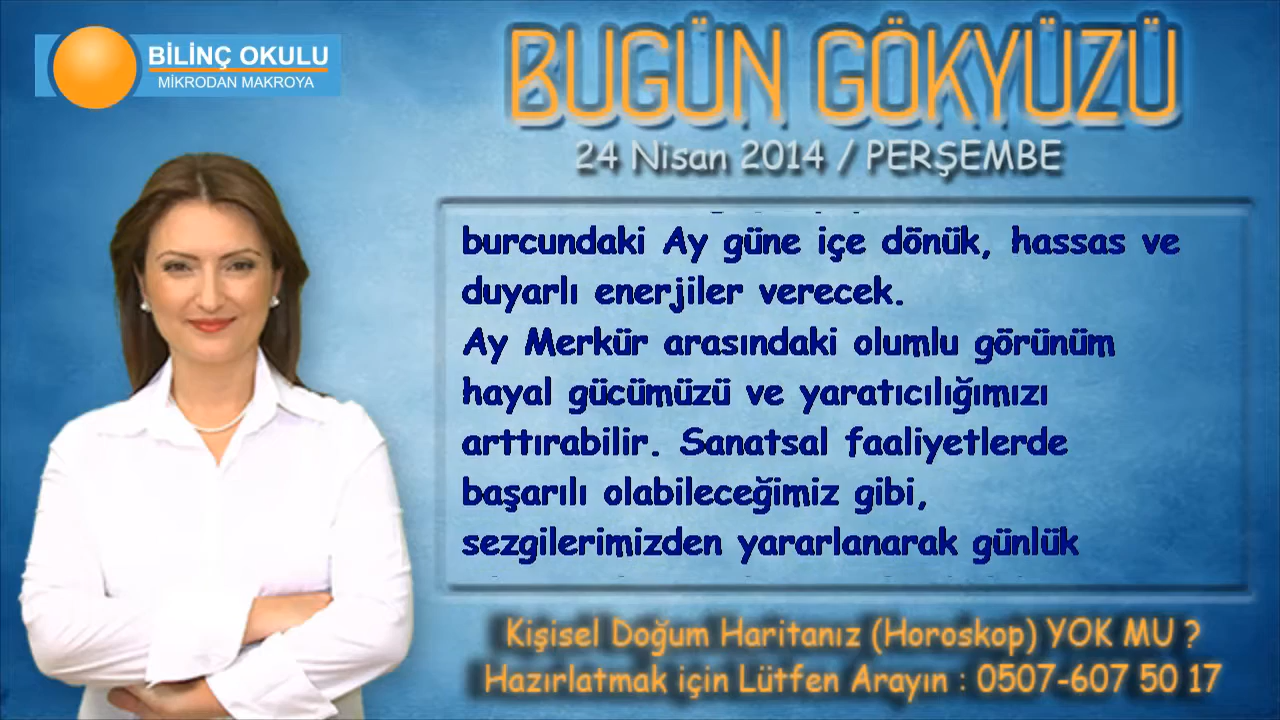 BİLİNÇ OKULU
MİKRODAN MAKROYA
BUGÜN GÖKYÜZÜ
24 Nisan 2014 / PERŞEMBE
burcundaki Ay güne içe dönük, hassas ve
duyarlı enerjiler verecek.
Ay Merkür arasındaki olumlu görünüm
hayal gücümüzü ve yaratıcılığımızı
arttırabilir. Sanatsal faaliyetlerde
başarılı olabileceğimiz gibi,
sezgilerimizden yararlanarak günlük
Kişisel Doğum Haritanız (Horoskop) YOK MU ?
Hazırlatmak için Lütfen Arayın : 0507-607 50 17